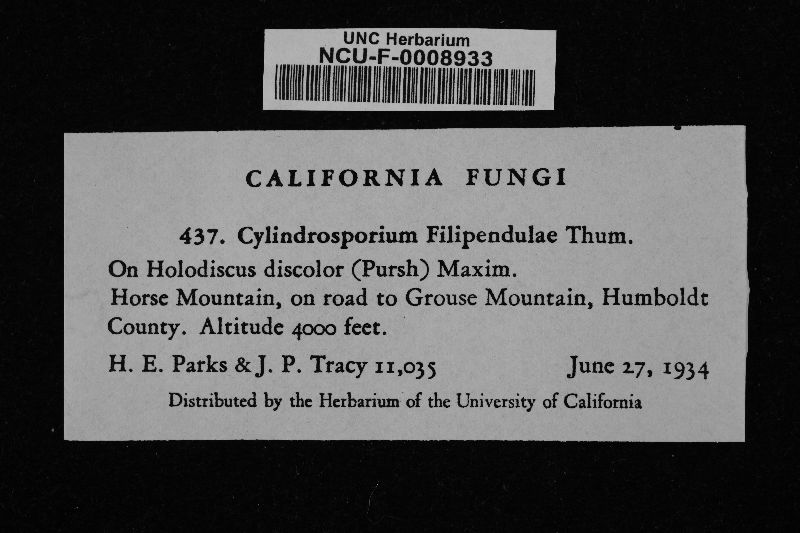 UNC Herbarium
NCU-F-0008933
CALIFORNIA FUNGI
437. Cylindrosporium Filipendulae Thum.
On Holodiscus discolor (Pursh) Maxim.
Horse Mountain, on road to Grouse Mountain, Humboldt
County. Altitude 4000 feet.
H. E. Parks & J. P. Tracy 11,035 June 27, 1934
Distributed by the Herbarium of the University of California